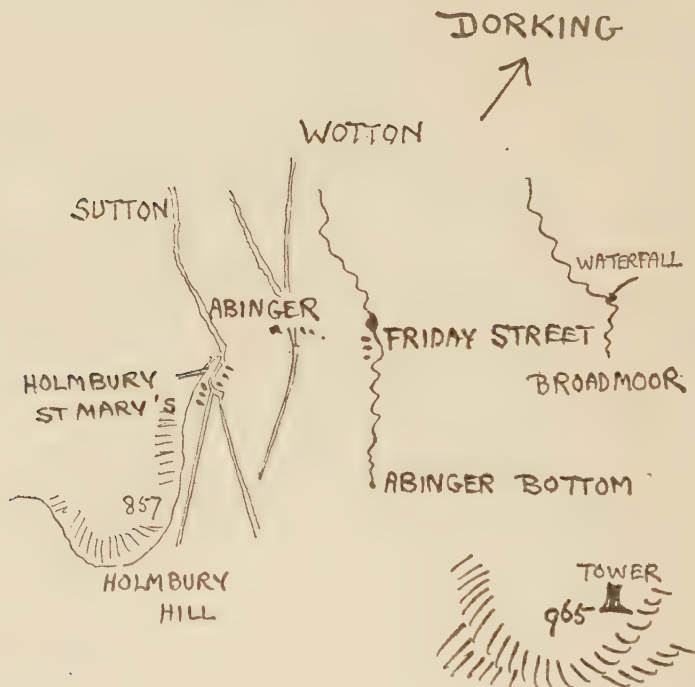 DORKING
WOTTON
SUTTON
WATERFALL
ABINGER
FRIDAY STREET
HOLMBURY
ST MARY'S
BROADMOOR
ABINGER BOTTOM
857
HOLMBURY
HILL
TOWER
965